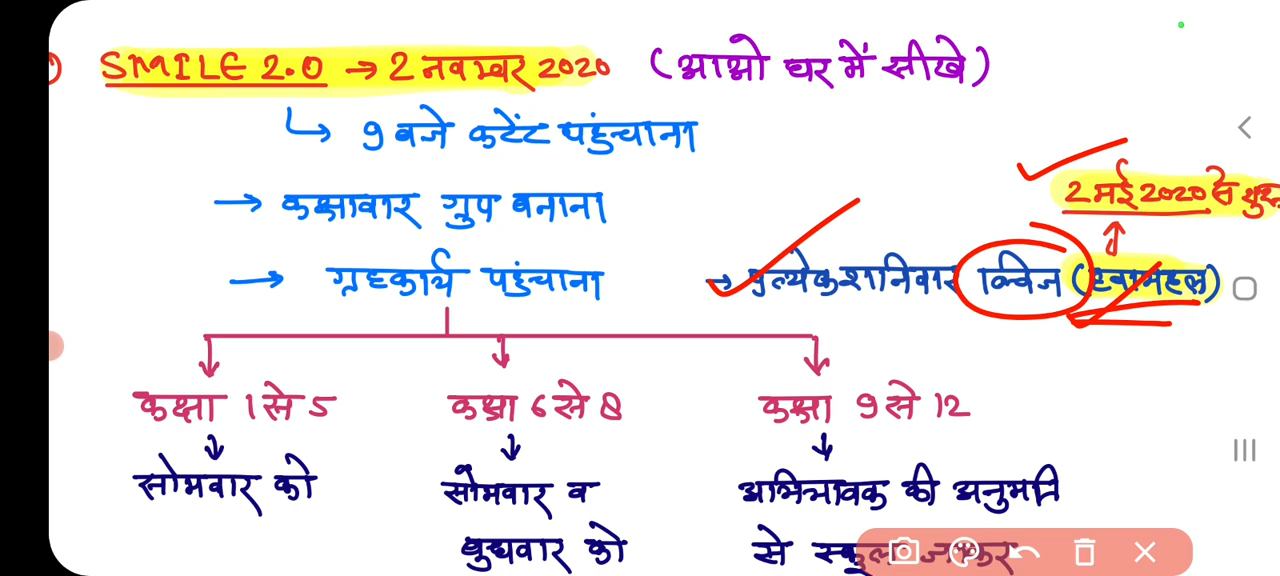 ) SMILE 2.0 → 2 नवम्बर 2020 (आओ घर में सीखे)
↳ 9 बजे कटेंट पहुंचाना
→ कक्षावार ग्रुप बनाना
2 मई 2020 से शुरू
→ गृहकार्य पहुंचाना
→ प्रत्येक शनिवार क्विज (हवामहल)
कक्षा 1 से 5
कक्षा 6 से 8
कक्षा 9 से 12
सोमवार को
सोमवार व
बुधवार को
अभिभावक की अनुमति
से स्कूल जाकर